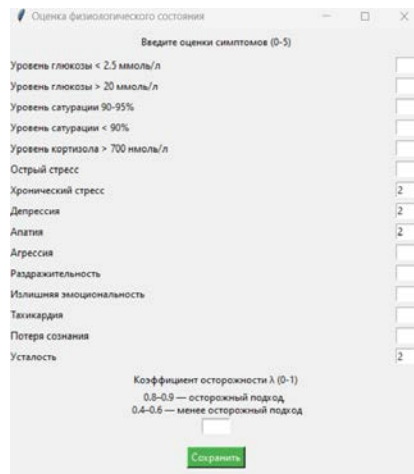 Оценка физиологического состояния
Введите оценки симптомов (0-5)
Уровень глюкозы < 2.5 ммоль/л
Уровень глюкозы > 20 ммоль/л
Уровень сатурации 90-95%
Уровень сатурации < 90%
Уровень кортизола > 700 нмоль/л
Острый стресс
Хронический стресс 2
Депрессия 2
Апатия 2
Агрессия
Раздражительность
Излишняя эмоциональность
Тахикардия
Потеря сознания
Усталость 2
Коэффициент осторожности λ (0-1)
0.8–0.9 — осторожный подход,
0.4–0.6 — менее осторожный подход
Сохранить